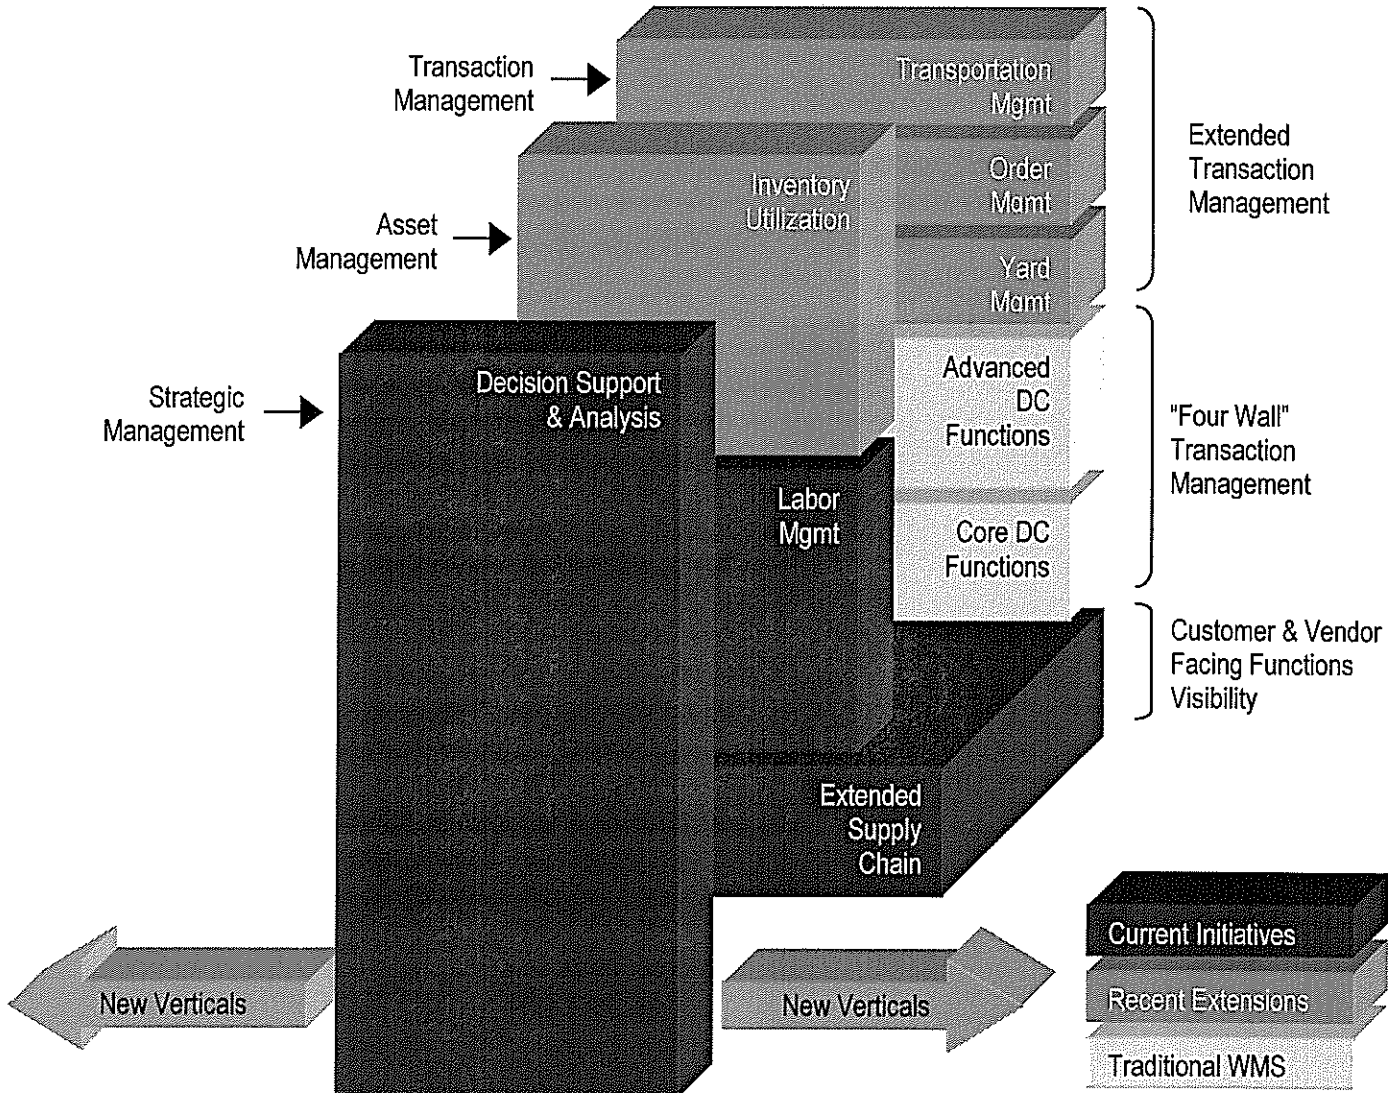 Transaction
Management
Transportation
Mgmt
Extended
Transaction
Management
Order
Mgmt
Inventory
Utilization
Asset
Management
Yard
Mgmt
Strategic
Management
Decision Support
& Analysis
Advanced
DC
Functions
"Four Wall"
Transaction
Management
Labor
Mgmt
Core DC
Functions
Customer & Vendor
Facing Functions
Visibility
Extended
Supply
Chain
New Verticals
New Verticals
Current Initiatives
Recent Extensions
Traditional WMS